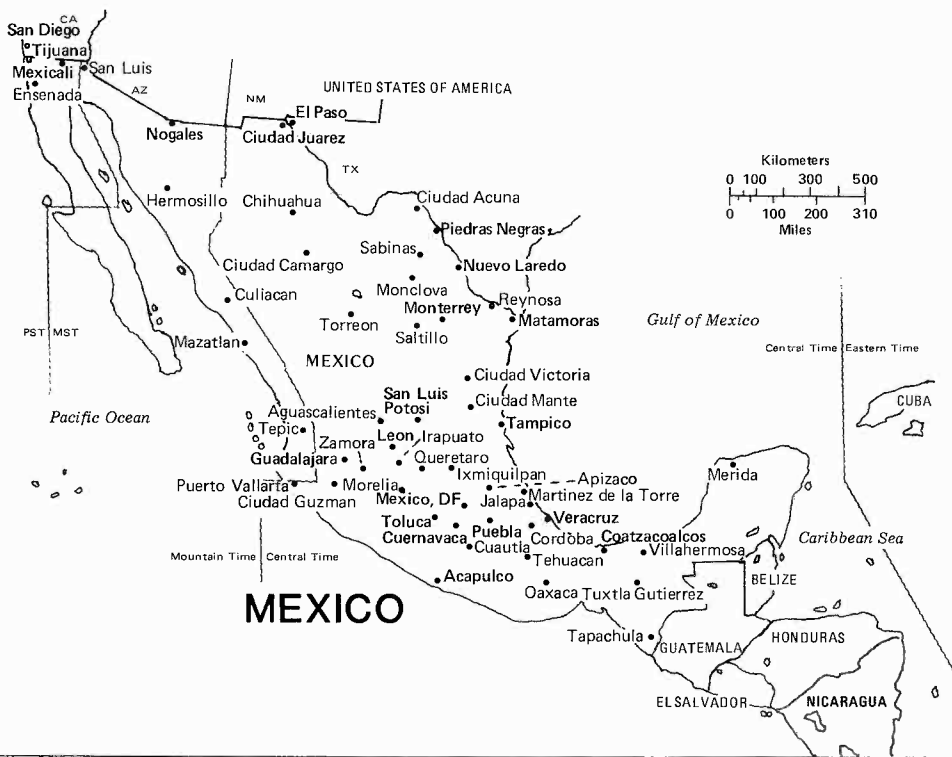 CA
San Diego
Tijuana
Mexicali
San Luis
Ensenada
AZ
NM
UNITED STATES OF AMERICA
El Paso
Nogales
Ciudad Juarez
TX
Kilometers
0 100 300 500
0 100 200 310
Miles
Hermosillo
Chihuahua
Ciudad Acuna
Piedras Negras
Sabinas
Ciudad Camargo
Nuevo Laredo
Monclova
Culiacan
Reynosa
Monterrey
Torreon
Matamoras
Saltillo
Gulf of Mexico
PST MST
Mazatlan
MEXICO
Central Time Eastern Time
Ciudad Victoria
San Luis
Potosi
CUBA
Pacific Ocean
Aguascalientes
Ciudad Mante
Tepic
Tampico
Leon
Irapuato
Zamora
Guadalajara
Queretaro
Ixmiquilpan
Apizaco
Merida
Puerto Vallarta
Morelia
Ciudad Guzman
Mexico, DF
Jalapa
Martinez de la Torre
Toluca
Puebla
Veracruz
Cuernavaca
Cordoba
Coatzacoalcos
Caribbean Sea
Cuautla
Villahermosa
Mountain Time Central Time
Tehuacan
Acapulco
BELIZE
Oaxaca
Tuxtla Gutierrez
MEXICO
Tapachula
GUATEMALA
HONDURAS
EL SALVADOR
NICARAGUA